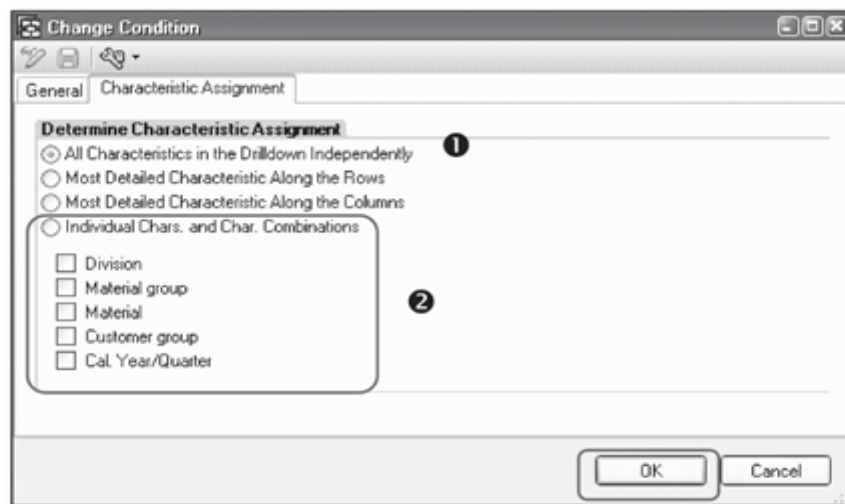 Change Condition
General Characteristic Assignment
Determine Characteristic Assignment
All Characteristics in the Drilldown Independently ❶
Most Detailed Characteristic Along the Rows
Most Detailed Characteristic Along the Columns
Individual Chars. and Char. Combinations
Division
Material group
❷
Material
Customer group
Cal. Year/Quarter
OK Cancel